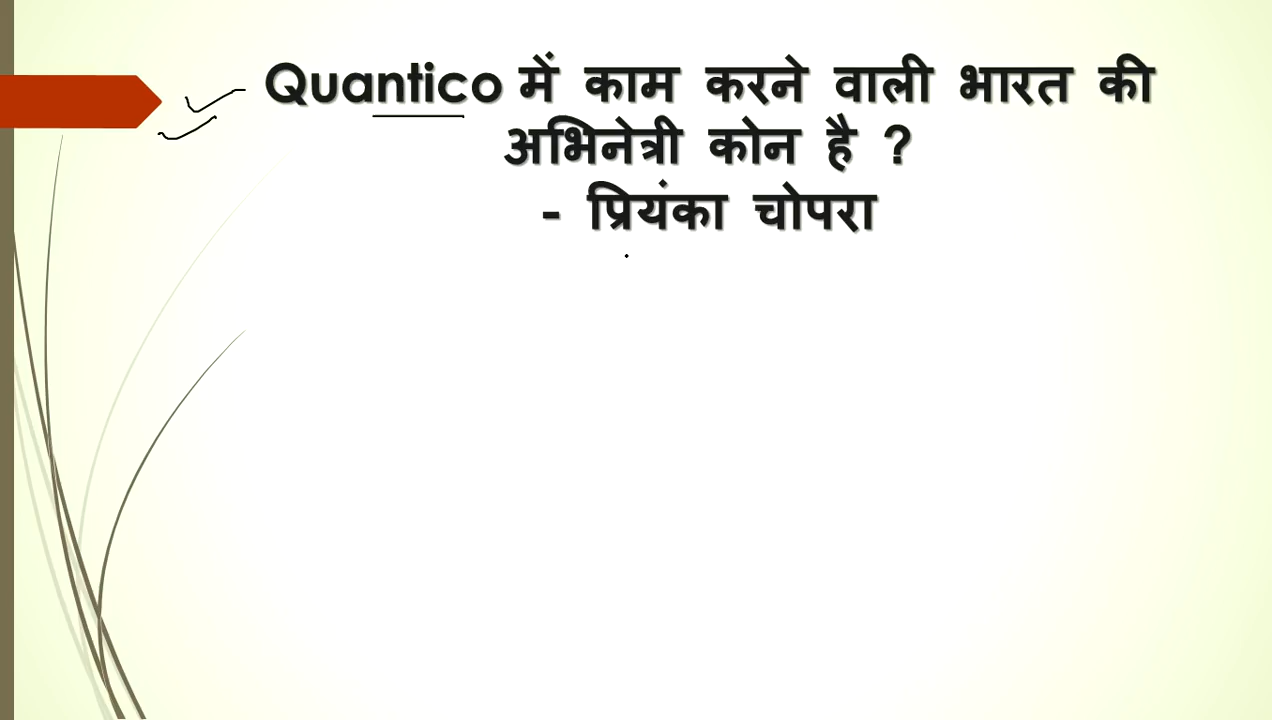 Quantico में काम करने वाली भारत की
अभिनेत्री कोन है ?
- प्रियंका चोपरा